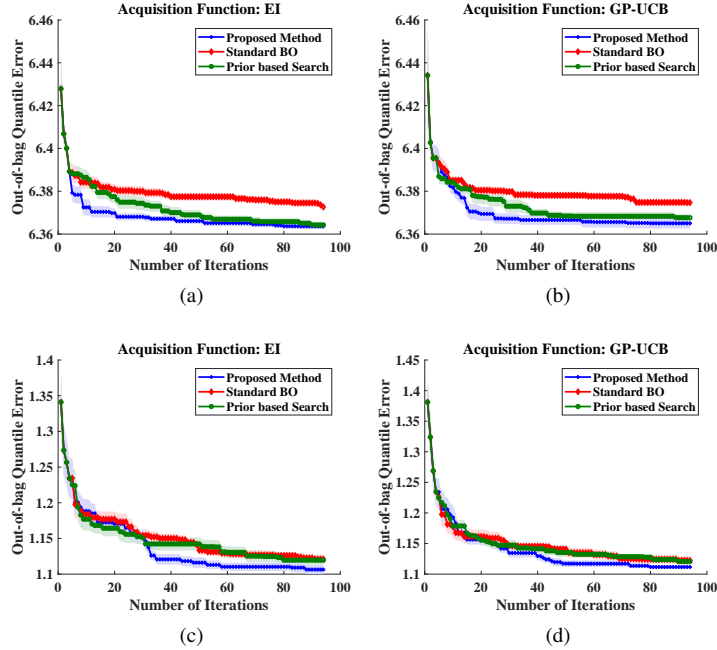 Acquisition Function: EI
Out-of-bag Quantile Error
6.46
6.44
6.42
6.4
6.38
6.36
0 20 40 60 80 100
Number of Iterations
Proposed Method
Standard BO
Prior based Search
(a)
Acquisition Function: GP-UCB
Out-of-bag Quantile Error
6.46
6.44
6.42
6.4
6.38
6.36
0 20 40 60 80 100
Number of Iterations
Proposed Method
Standard BO
Prior based Search
(b)
Acquisition Function: EI
Out-of-bag Quantile Error
1.4
1.35
1.3
1.25
1.2
1.15
1.1
0 20 40 60 80 100
Number of Iterations
Proposed Method
Standard BO
Prior based Search
(c)
Acquisition Function: GP-UCB
Out-of-bag Quantile Error
1.45
1.4
1.35
1.3
1.25
1.2
1.15
1.1
0 20 40 60 80 100
Number of Iterations
Proposed Method
Standard BO
Prior based Search
(d)